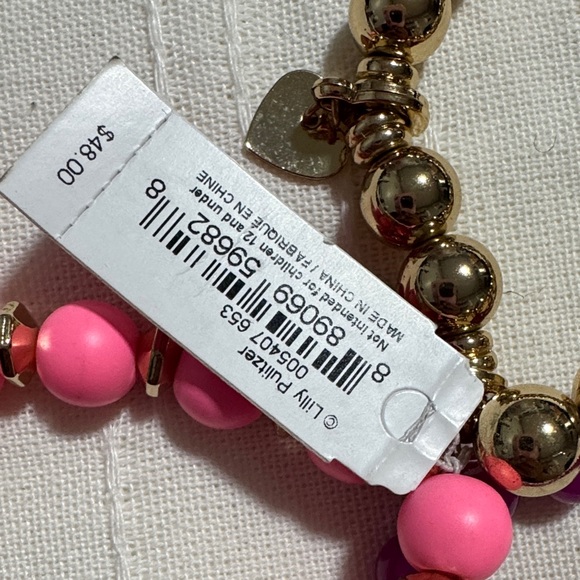 © Lilly Pulitzer
005407 653
8 89069 59682 8
Not intended for children 12 and under
MADE IN CHINA / FABRIQUÉ EN CHINE
$48.00